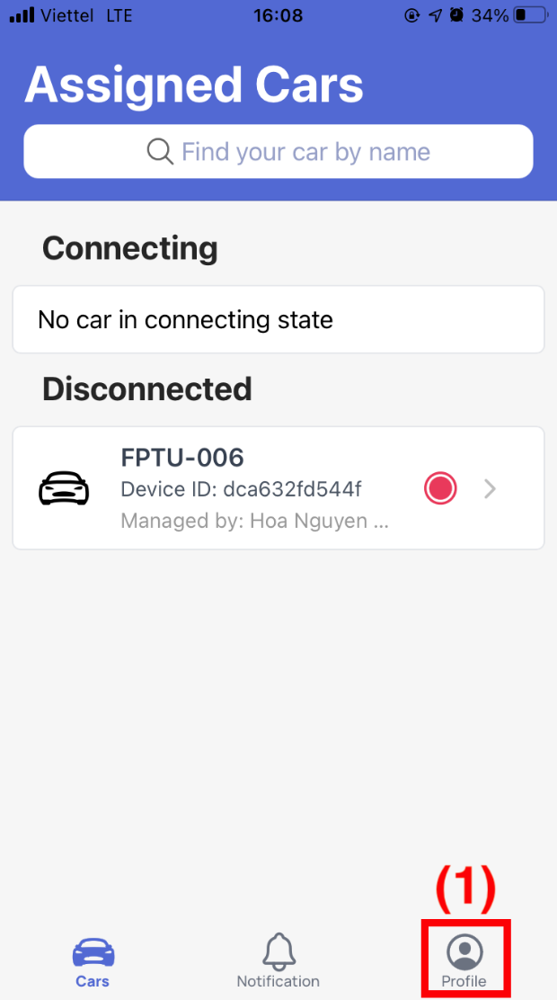 Viettel LTE 16:08 34%
Assigned Cars
Find your car by name
Connecting
No car in connecting state
Disconnected
FPTU-006
Device ID: dca632fd544f
Managed by: Hoa Nguyen ...
(1)
Cars Notification Profile